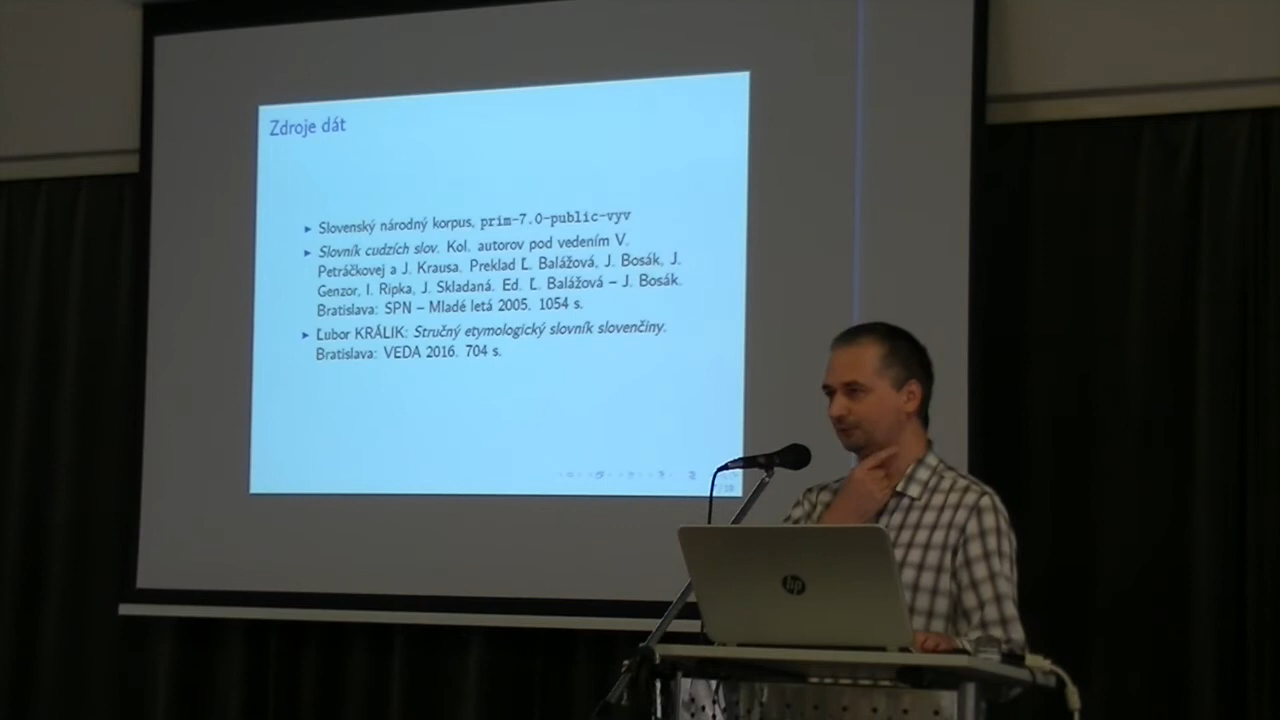 Zdroje dát
▸ Slovenský národný korpus, prim-7.0-public-vyv
▸ Slovník cudzích slov. Kol. autorov pod vedením V.
Petráčkovej a J. Krausa. Preklad Ľ. Balážová, J. Bosák, J.
Genzor, I. Ripka, J. Skladaná. Ed. Ľ. Balážová – J. Bosák.
Bratislava: SPN – Mladé letá 2005. 1054 s.
▸ Ľubor KRÁLIK: Stručný etymologický slovník slovenčiny.
Bratislava: VEDA 2016. 704 s.
hp